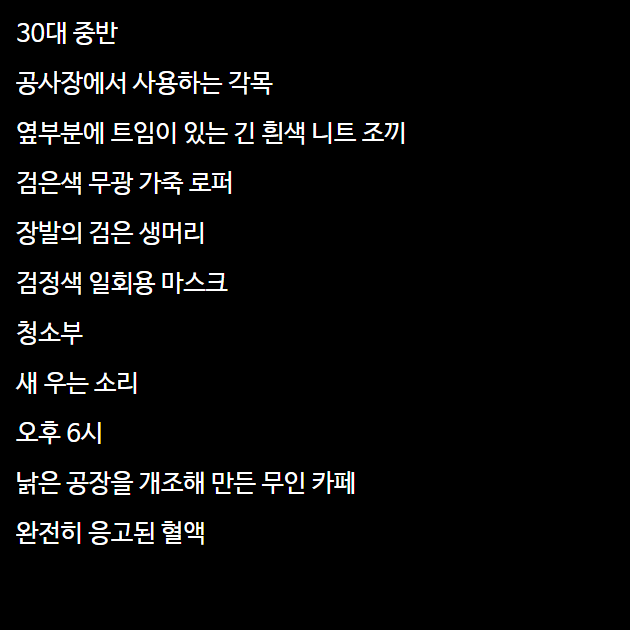 30대 중반
공사장에서 사용하는 각목
옆부분에 트임이 있는 긴 흰색 니트 조끼
검은색 무광 가죽 로퍼
장발의 검은 생머리
검정색 일회용 마스크
청소부
새 우는 소리
오후 6시
낡은 공장을 개조해 만든 무인 카페
완전히 응고된 혈액